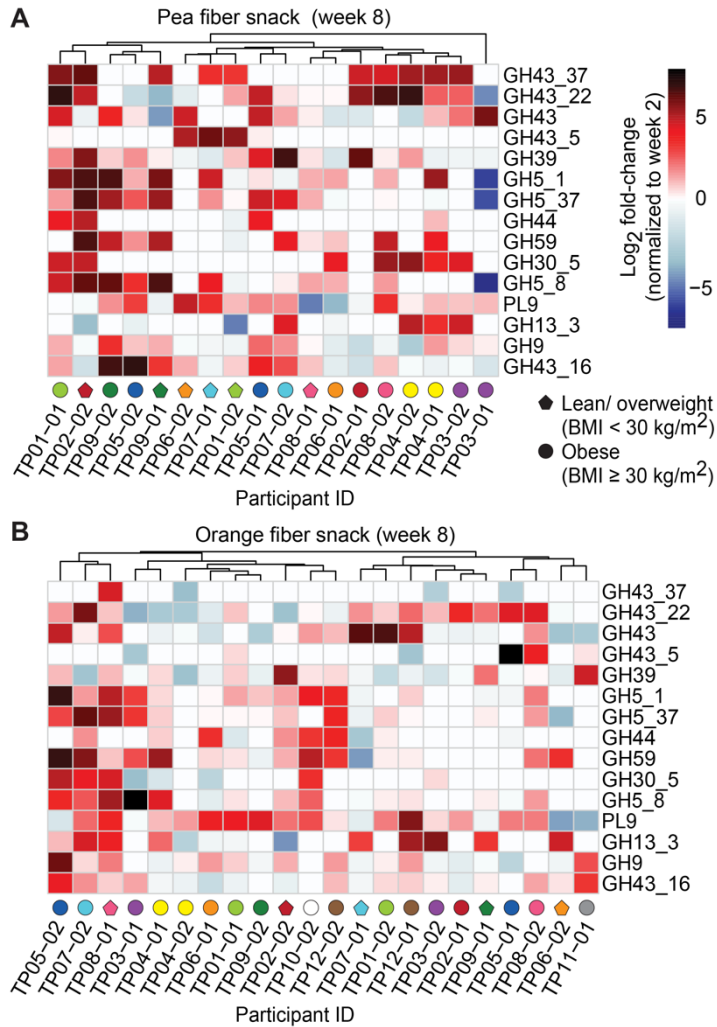 A
Pea fiber snack (week 8)
GH43_37
GH43_22
GH43
GH43_5
GH39
GH5_1
GH5_37
GH44
GH59
GH30_5
GH5_8
PL9
GH13_3
GH9
GH43_16
TP01−01
TP02−02
TP09−02
TP05−02
TP09−01
TP06−02
TP07−01
TP01−02
TP05−01
TP07−02
TP08−01
TP06−01
TP02−01
TP08−02
TP04−02
TP04−01
TP03−02
TP03−01
Participant ID
5
0
−5
Log2 fold-change
(normalized to week 2)
Lean/ overweight
(BMI < 30 kg/m2)
Obese
(BMI ≥ 30 kg/m2)
B
Orange fiber snack (week 8)
GH43_37
GH43_22
GH43
GH43_5
GH39
GH5_1
GH5_37
GH44
GH59
GH30_5
GH5_8
PL9
GH13_3
GH9
GH43_16
TP05−02
TP07−02
TP08−01
TP03−01
TP04−01
TP04−02
TP06−01
TP01−01
TP09−02
TP02−02
TP10−02
TP12−02
TP07−01
TP01−02
TP12−01
TP03−02
TP02−01
TP09−01
TP05−01
TP08−02
TP06−02
TP11−01
Participant ID